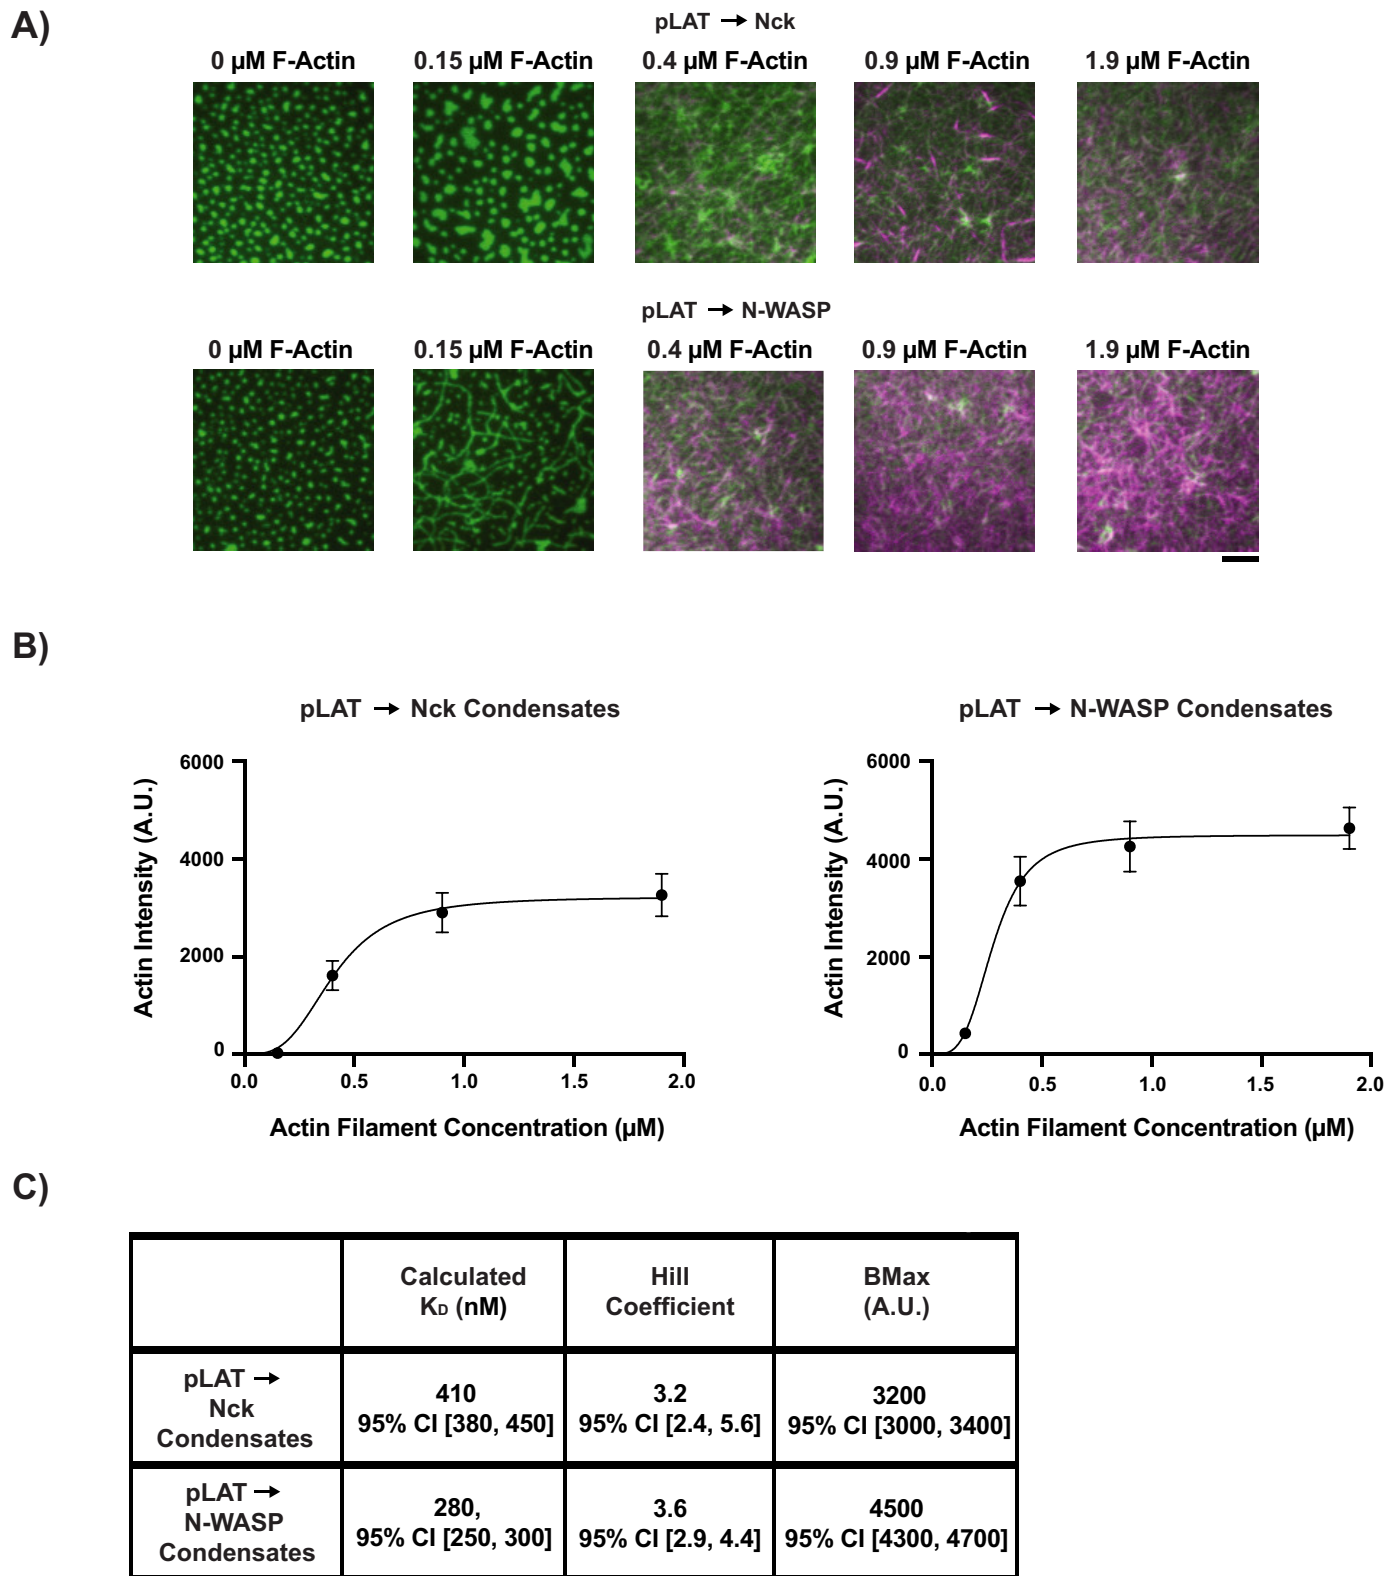 A)
pLAT → Nck
0 µM F-Actin 0.15 µM F-Actin 0.4 µM F-Actin 0.9 µM F-Actin 1.9 µM F-Actin
pLAT → N-WASP
0 µM F-Actin 0.15 µM F-Actin 0.4 µM F-Actin 0.9 µM F-Actin 1.9 µM F-Actin
B)
pLAT → Nck Condensates
6000
4000
2000
0
Actin Intensity (A.U.)
0.0 0.5 1.0 1.5 2.0
Actin Filament Concentration (µM)
pLAT → N-WASP Condensates
6000
4000
2000
0
Actin Intensity (A.U.)
0.0 0.5 1.0 1.5 2.0
Actin Filament Concentration (µM)
C)
Calculated
KD (nM)
Hill
Coefficient
BMax
(A.U.)
pLAT →
Nck
Condensates
410
95% CI [380, 450]
3.2
95% CI [2.4, 5.6]
3200
95% CI [3000, 3400]
pLAT →
N-WASP
Condensates
280,
95% CI [250, 300]
3.6
95% CI [2.9, 4.4]
4500
95% CI [4300, 4700]